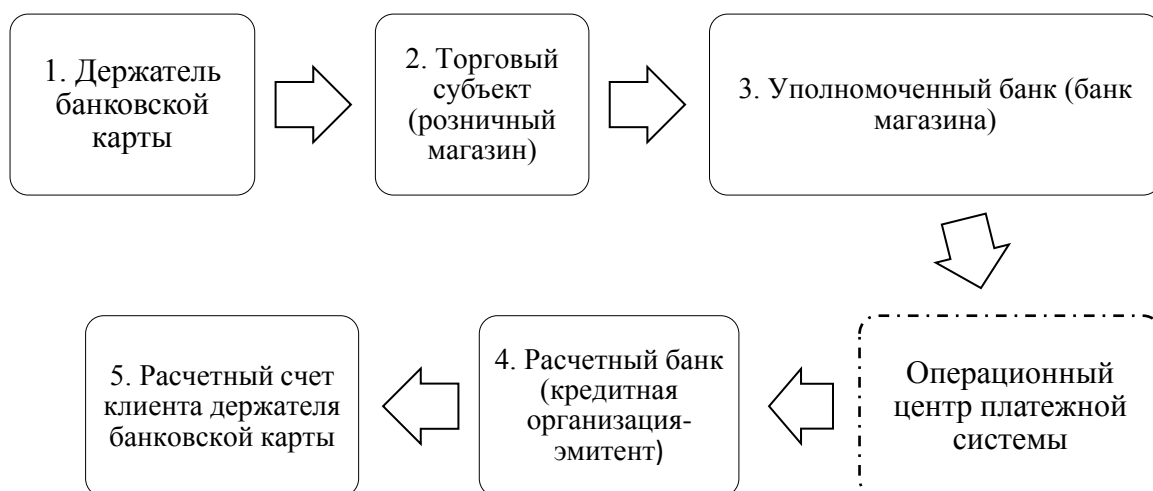 1. Держатель
банковской
карты
2. Торговый
субъект
(розничный
магазин)
3. Уполномоченный банк (банк
магазина)
5. Расчетный счет
клиента держателя
банковской карты
4. Расчетный банк
(кредитная
организация-
эмитент)
Операционный
центр платежной
системы